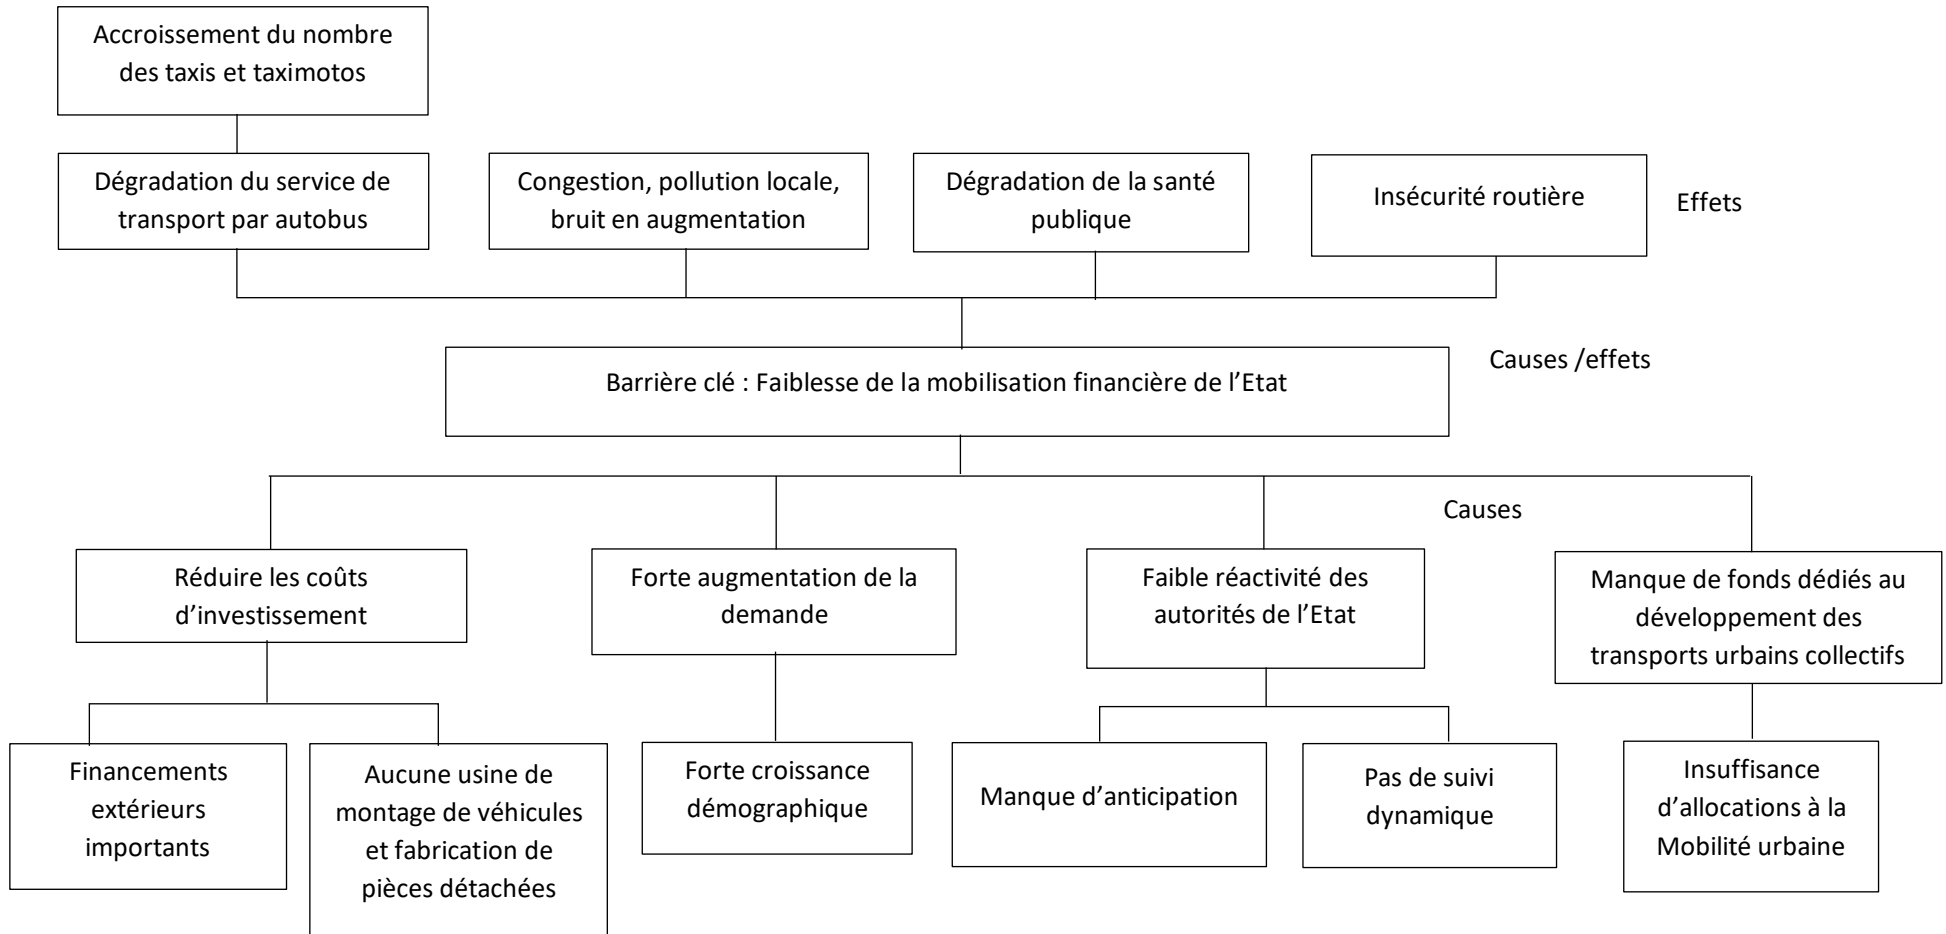 Accroissement du nombre
des taxis et taximotos
Dégradation du service de
transport par autobus
Congestion, pollution locale,
bruit en augmentation
Dégradation de la santé
publique
Insécurité routière
Effets
Barrière clé : Faiblesse de la mobilisation financière de l’Etat
Causes /effets
Causes
Réduire les coûts
d’investissement
Forte augmentation de la
demande
Faible réactivité des
autorités de l’Etat
Manque de fonds dédiés au
développement des
transports urbains collectifs
Financements
extérieurs
importants
Aucune usine de
montage de véhicules
et fabrication de
pièces détachées
Forte croissance
démographique
Manque d’anticipation
Pas de suivi
dynamique
Insuffisance
d’allocations à la
Mobilité urbaine